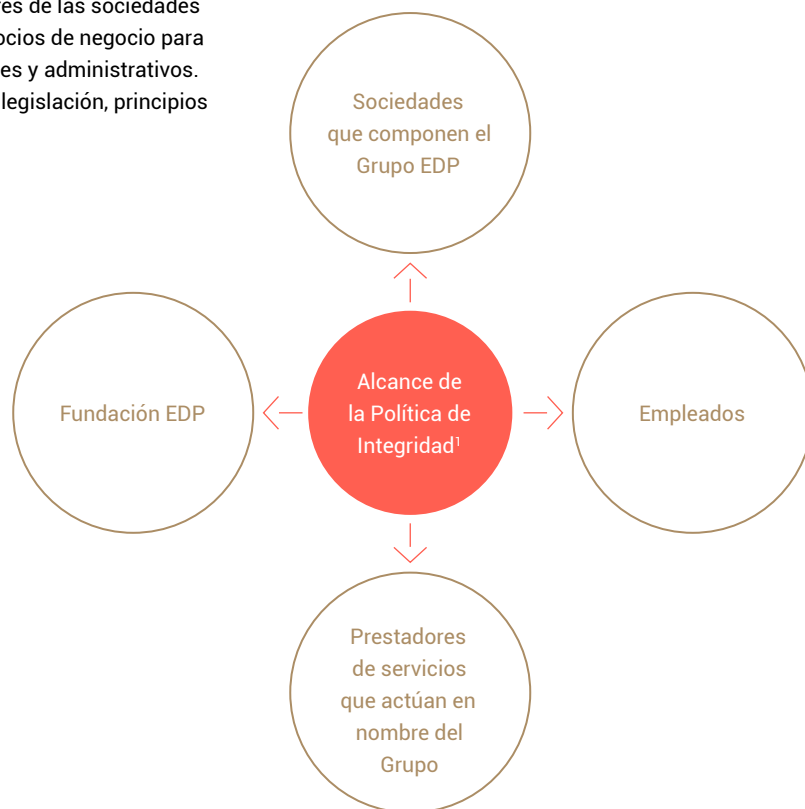 es de las sociedades
ocios de negocio para
es y administrativos.
legislación, principios
Sociedades
que componen el
Grupo EDP
Fundación EDP
Alcance de
la Política de
Integridad¹
Empleados
Prestadores
de servicios
que actúan en
nombre del
Grupo